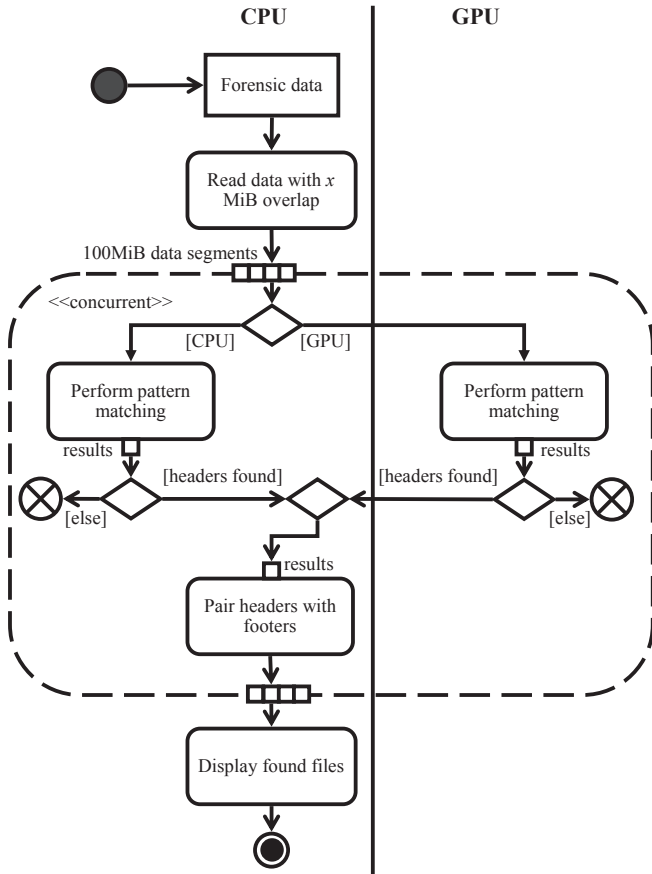 CPU
GPU
Forensic data
Read data with x
MiB overlap
100MiB data segments
<<concurrent>>
[CPU]
[GPU]
Perform pattern
matching
Perform pattern
matching
results
results
[headers found]
[headers found]
[else]
[else]
results
Pair headers with
footers
Display found files